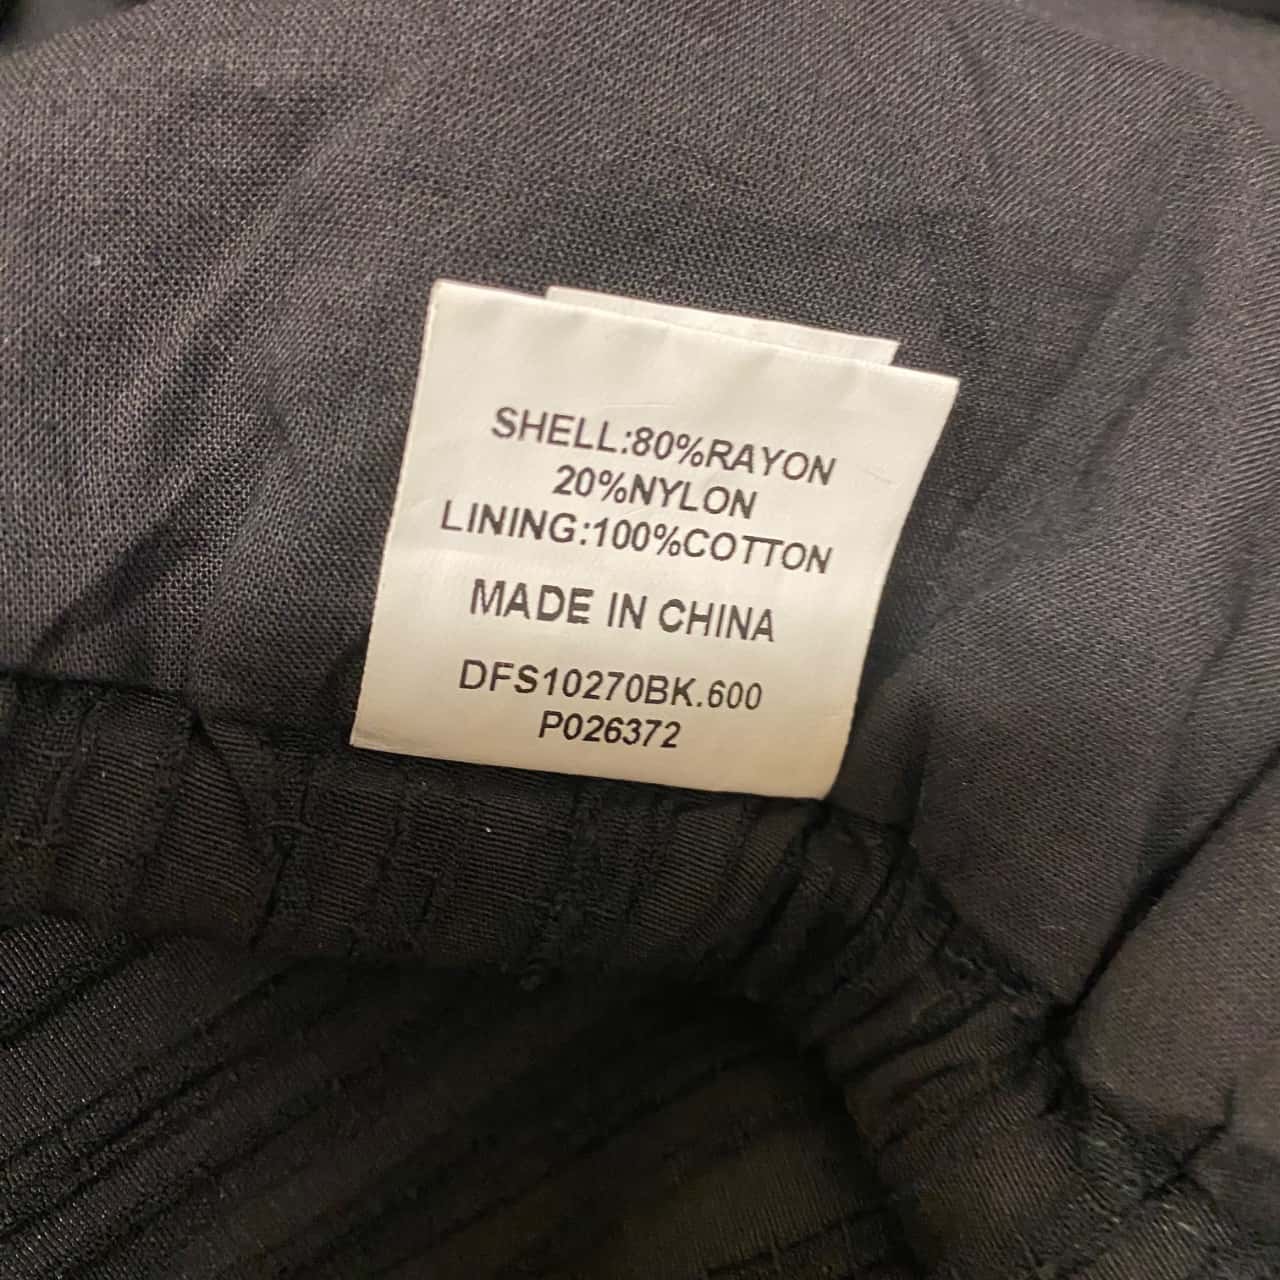 SHELL:80%RAYON
20%NYLON
LINING:100%COTTON
MADE IN CHINA
DFS10270BK.600
P026372